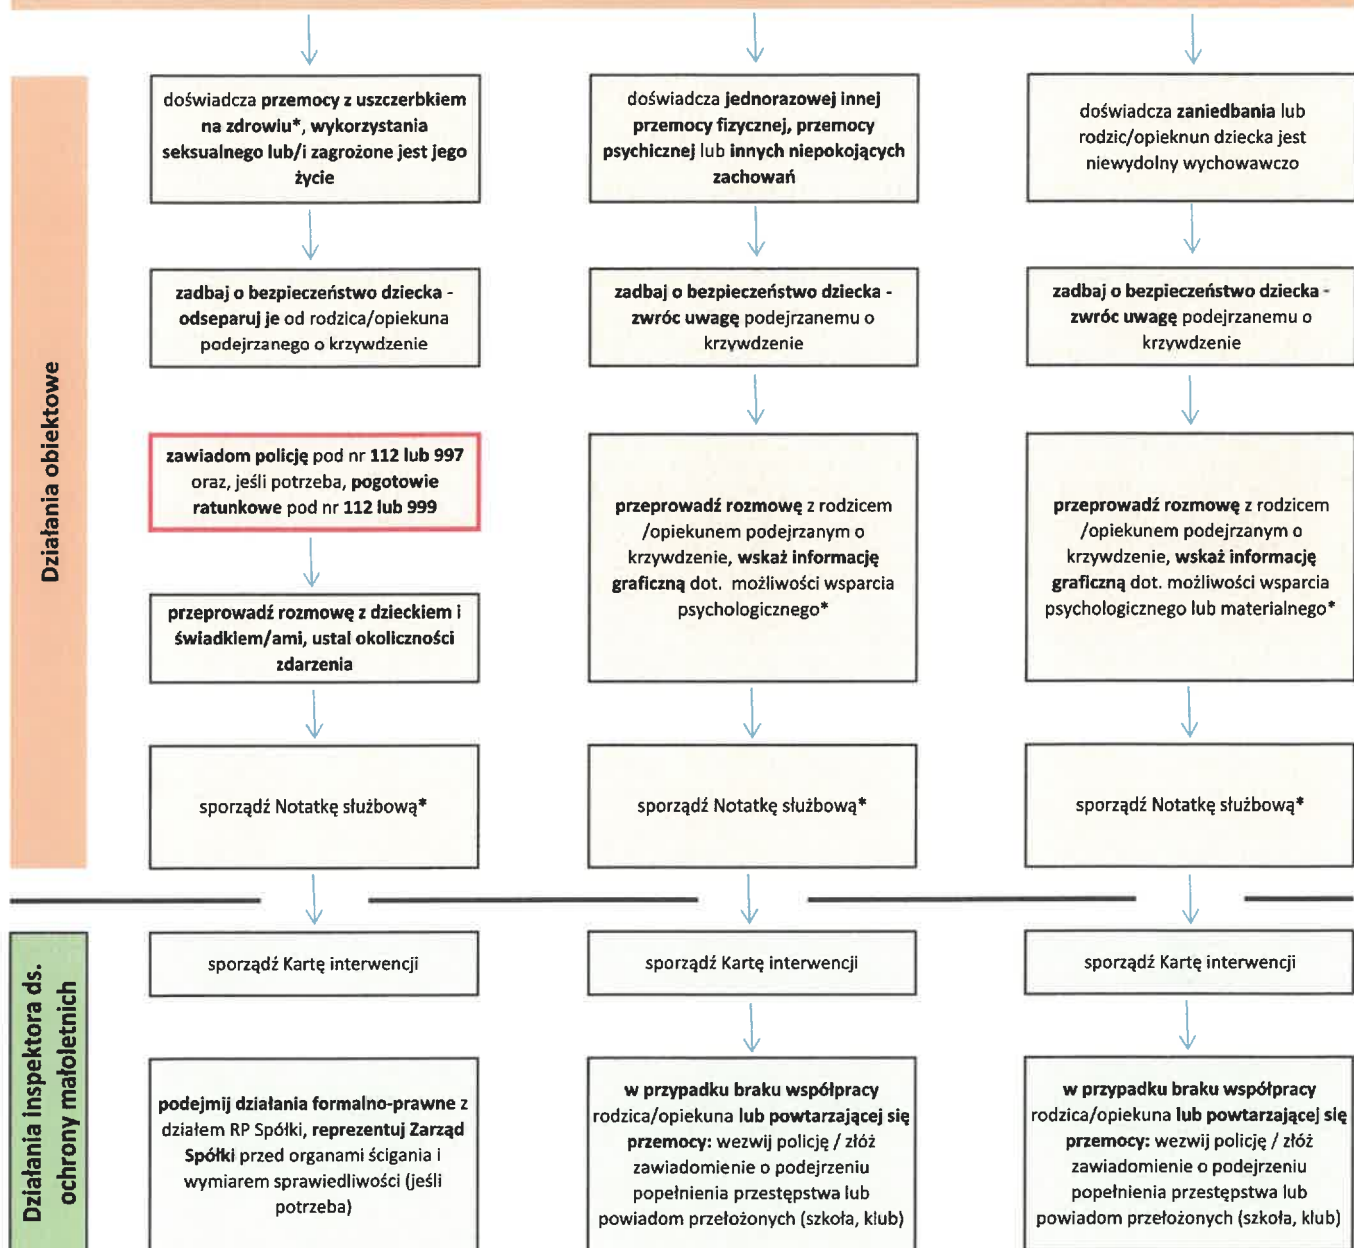 Działania obiektowe
doświadcza przemocy z uszczerbkiem
na zdrowiu*, wykorzystania
seksualnego lub/i zagrożone jest jego
życie
zadbaj o bezpieczeństwo dziecka -
odseparuj je od rodzica/opiekuna
podejrzanego o krzywdzenie
zawiadom policję pod nr 112 lub 997
oraz, jeśli potrzeba, pogotowie
ratunkowe pod nr 112 lub 999
przeprowadź rozmowę z dzieckiem i
świadkiem/ami, ustal okoliczności
zdarzenia
sporządź Notatkę służbową*
doświadcza jednorazowej innej
przemocy fizycznej, przemocy
psychicznej lub innych niepokojących
zachowań
zadbaj o bezpieczeństwo dziecka -
zwróc uwagę podejrzanemu o
krzywdzenie
przeprowadź rozmowę z rodzicem
/opiekunem podejrzanym o
krzywdzenie, wskaż informację
graficzną dot. możliwości wsparcia
psychologicznego*
sporządź Notatkę służbową*
doświadcza zaniedbania lub
rodzic/opieknun dziecka jest
niewydolny wychowawczo
zadbaj o bezpieczeństwo dziecka -
zwróc uwagę podejrzanemu o
krzywdzenie
przeprowadź rozmowę z rodzicem
/opiekunem podejrzanym o
krzywdzenie, wskaż informację
graficzną dot. możliwości wsparcia
psychologicznego lub materialnego*
sporządź Notatkę służbową*
Działania inspektora ds.
ochrony małoletnich
sporządź Kartę interwencji
podejmij działania formalno-prawne z
działem RP Spółki, reprezentuj Zarząd
Spółki przed organami ścigania i
wymiarem sprawiedliwości (jeśli
potrzeba)
sporządź Kartę interwencji
w przypadku braku współpracy
rodzica/opiekuna lub powtarzającej się
przemocy: wezwij policję / złóż
zawiadomienie o podejrzeniu
popełnienia przestępstwa lub
powiadom przełożonych (szkoła, klub)
sporządź Kartę interwencji
w przypadku braku współpracy
rodzica/opiekuna lub powtarzającej się
przemocy: wezwij policję / złóż
zawiadomienie o podejrzeniu
popełnienia przestępstwa lub
powiadom przełożonych (szkoła, klub)